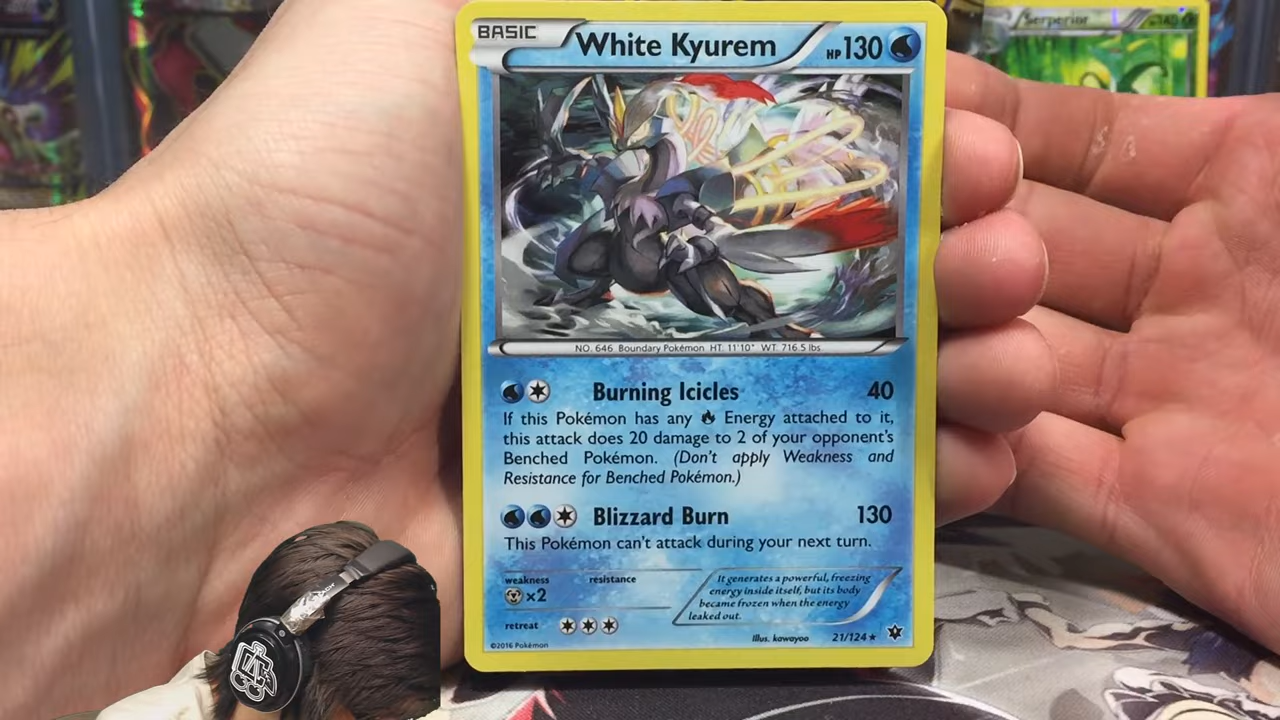 Serperior
BASIC
White Kyurem
HP130
NO. 646 Boundary Pokémon HT. 11'10" WT. 716.5 lbs
Burning Icicles 40
If this Pokémon has any Energy attached to it,
this attack does 20 damage to 2 of your opponent's
Benched Pokémon. (Don't apply Weakness and
Resistance for Benched Pokémon.)
Blizzard Burn 130
This Pokémon can't attack during your next turn.
weakness resistance
×2
retreat
It generates a powerful, freezing
energy inside itself, but its body
became frozen when the energy
leaked out.
©2016 Pokémon
Illus. kawayoo 21/124★